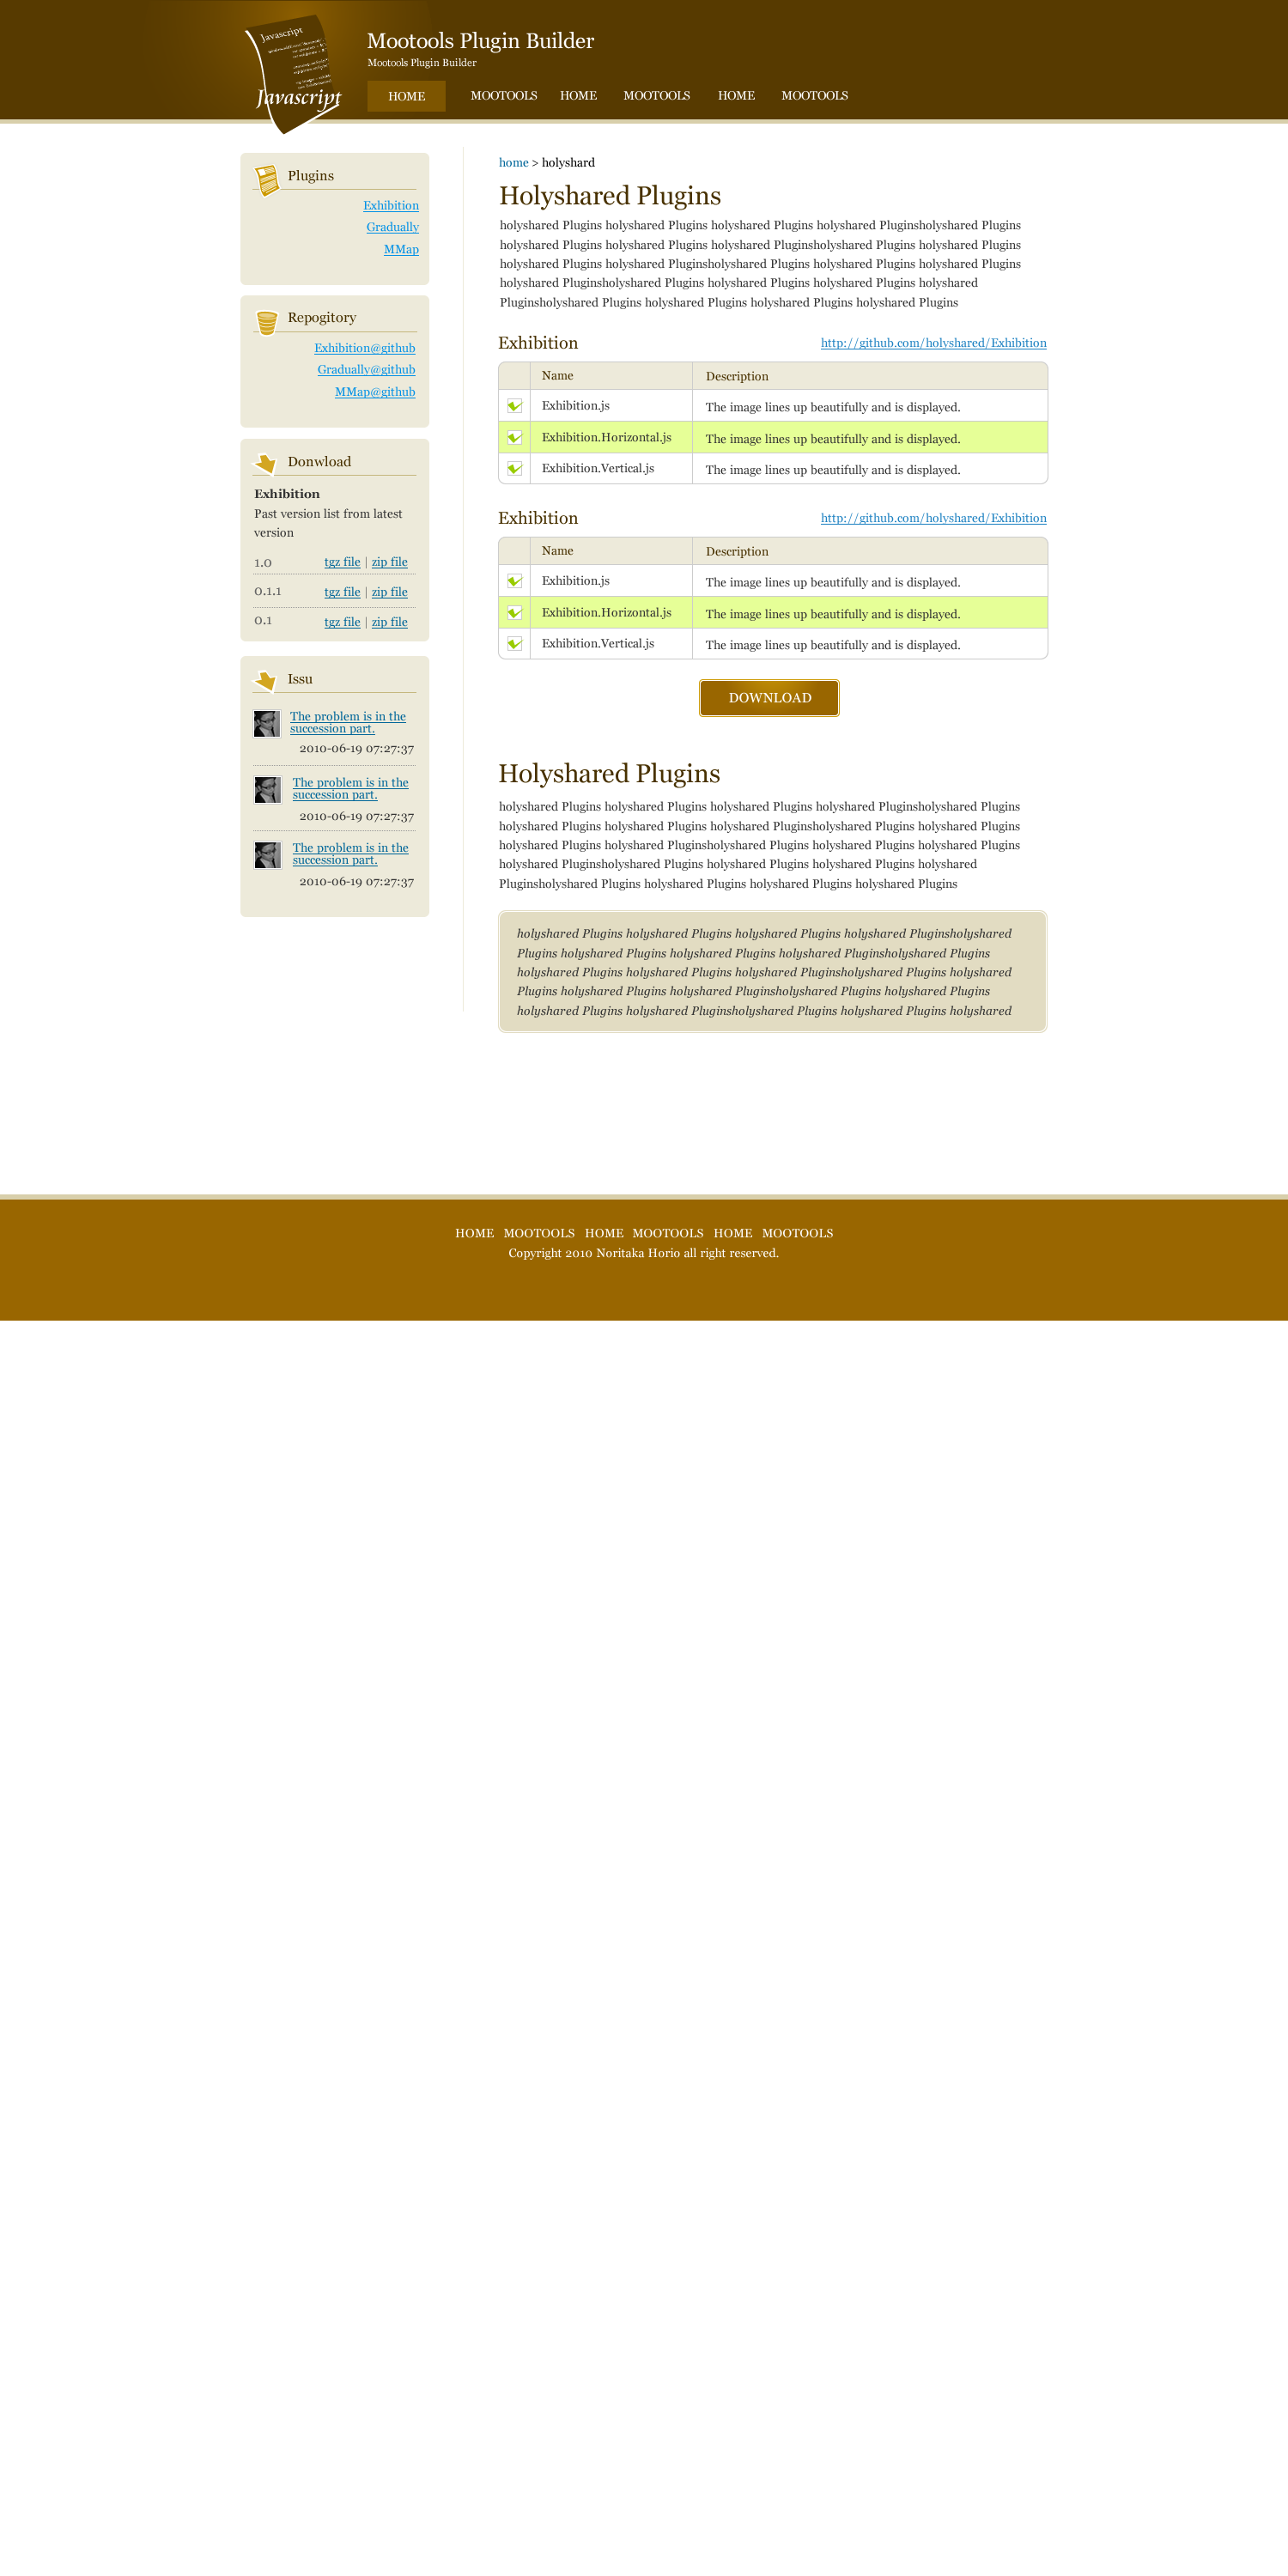 Javascript
Javascript
Mootools Plugin Builder
Mootools Plugin Builder
HOME MOOTOOLS HOME MOOTOOLS HOME MOOTOOLS
Plugins
Exhibition
Gradually
MMap
Repogitory
Exhibition@github
Gradually@github
MMap@github
Donwload
Exhibition
Past version list from latest
version
1.0 tgz file | zip file
0.1.1 tgz file | zip file
0.1 tgz file | zip file
Issu
The problem is in the
succession part.
2010-06-19 07:27:37
The problem is in the
succession part.
2010-06-19 07:27:37
The problem is in the
succession part.
2010-06-19 07:27:37
home > holyshard
Holyshared Plugins
holyshared Plugins holyshared Plugins holyshared Plugins holyshared Pluginsholyshared Plugins
holyshared Plugins holyshared Plugins holyshared Pluginsholyshared Plugins holyshared Plugins
holyshared Plugins holyshared Pluginsholyshared Plugins holyshared Plugins holyshared Plugins
holyshared Pluginsholyshared Plugins holyshared Plugins holyshared Plugins holyshared
Pluginsholyshared Plugins holyshared Plugins holyshared Plugins holyshared Plugins
Exhibition http://github.com/holyshared/Exhibition
Name Description
Exhibition.js The image lines up beautifully and is displayed.
Exhibition.Horizontal.js The image lines up beautifully and is displayed.
Exhibition.Vertical.js The image lines up beautifully and is displayed.
Exhibition http://github.com/holyshared/Exhibition
Name Description
Exhibition.js The image lines up beautifully and is displayed.
Exhibition.Horizontal.js The image lines up beautifully and is displayed.
Exhibition.Vertical.js The image lines up beautifully and is displayed.
DOWNLOAD
Holyshared Plugins
holyshared Plugins holyshared Plugins holyshared Plugins holyshared Pluginsholyshared Plugins
holyshared Plugins holyshared Plugins holyshared Pluginsholyshared Plugins holyshared Plugins
holyshared Plugins holyshared Pluginsholyshared Plugins holyshared Plugins holyshared Plugins
holyshared Pluginsholyshared Plugins holyshared Plugins holyshared Plugins holyshared
Pluginsholyshared Plugins holyshared Plugins holyshared Plugins holyshared Plugins
holyshared Plugins holyshared Plugins holyshared Plugins holyshared Pluginsholyshared
Plugins holyshared Plugins holyshared Plugins holyshared Pluginsholyshared Plugins
holyshared Plugins holyshared Plugins holyshared Pluginsholyshared Plugins holyshared
Plugins holyshared Plugins holyshared Pluginsholyshared Plugins holyshared Plugins
holyshared Plugins holyshared Pluginsholyshared Plugins holyshared Plugins holyshared
HOME MOOTOOLS HOME MOOTOOLS HOME MOOTOOLS
Copyright 2010 Noritaka Horio all right reserved.